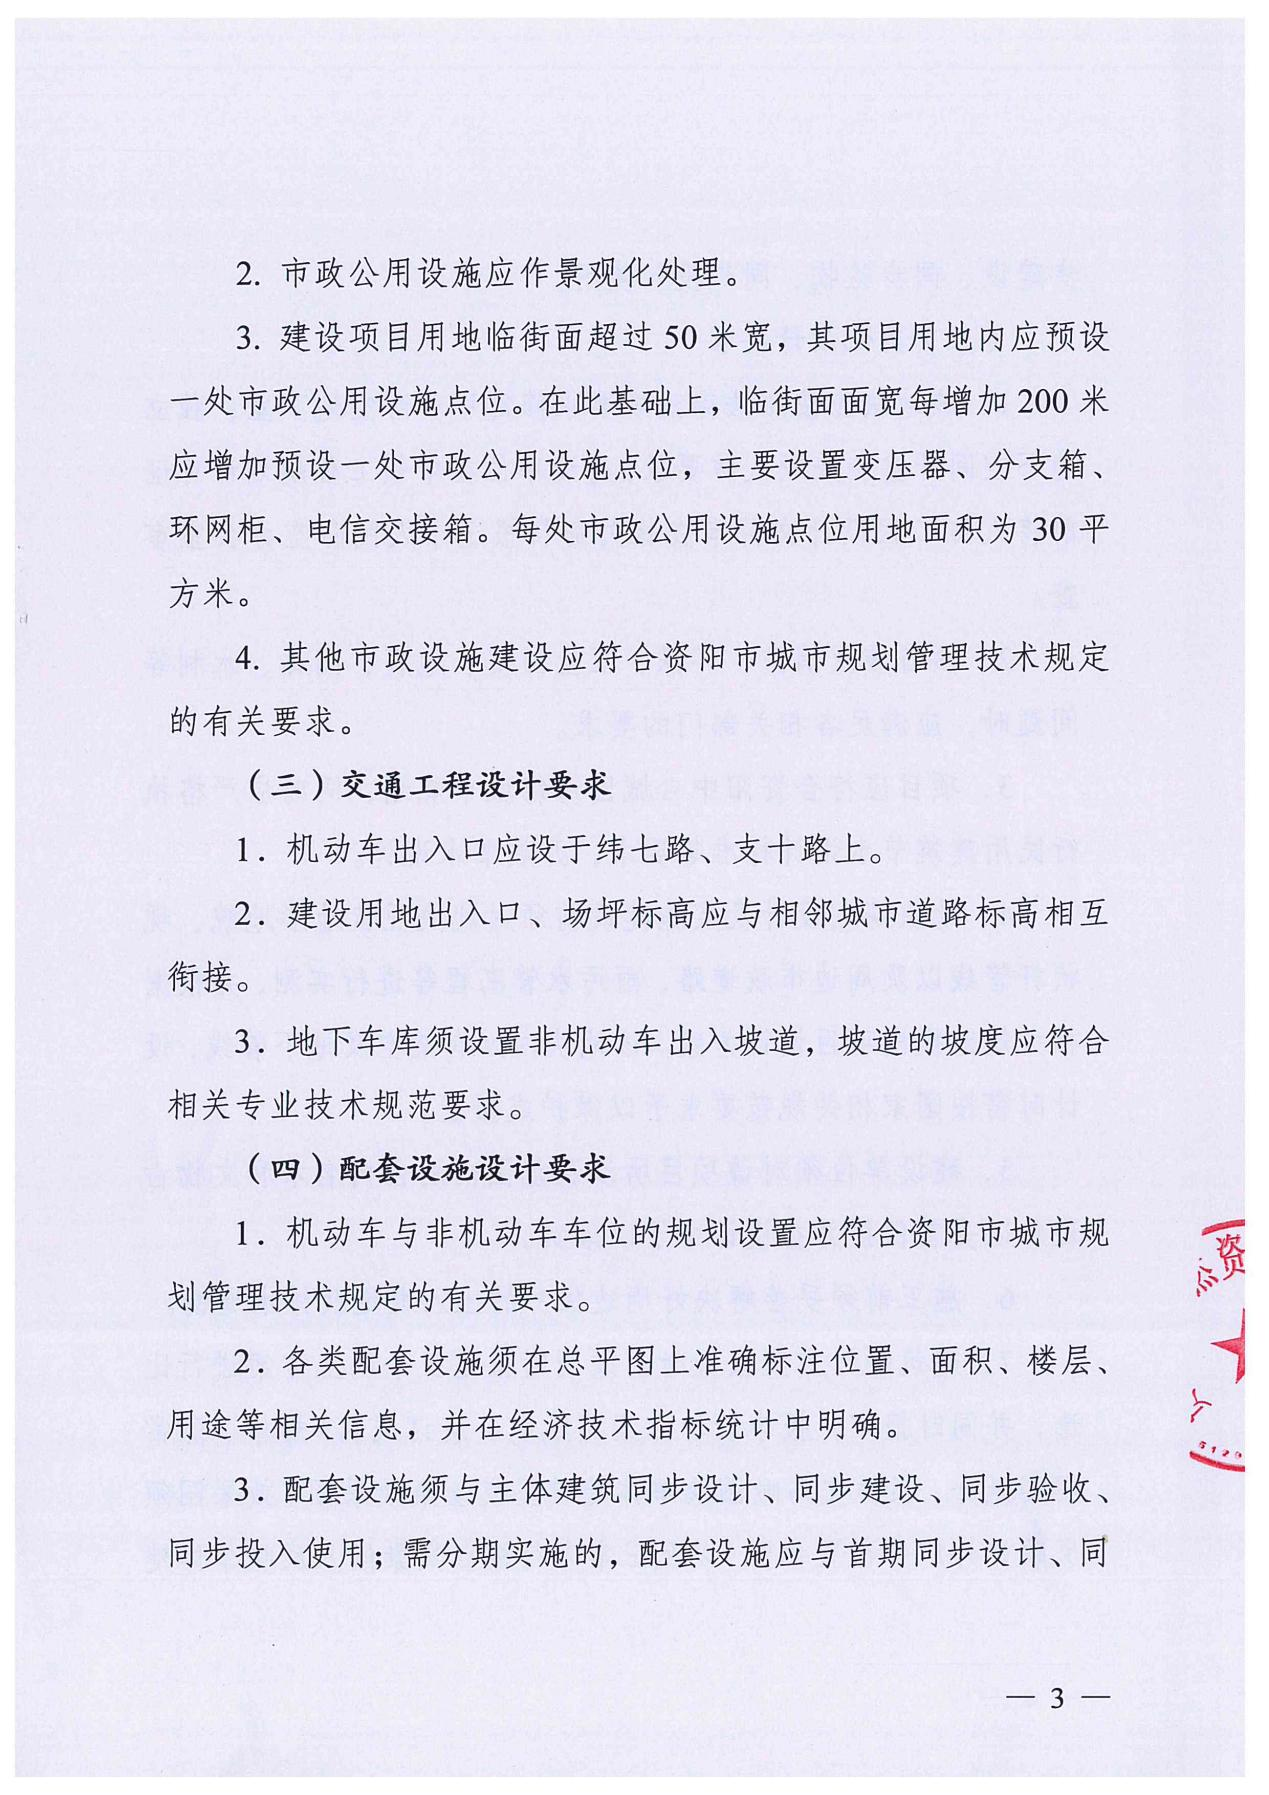 2. 市政公用设施应作景观化处理。
3. 建设项目用地临街面超过 50 米宽，其项目用地内应预设
一处市政公用设施点位。在此基础上，临街面面宽每增加 200 米
应增加预设一处市政公用设施点位，主要设置变压器、分支箱、
环网柜、电信交接箱。每处市政公用设施点位用地面积为 30 平
方米。
4. 其他市政设施建设应符合资阳市城市规划管理技术规定
的有关要求。
（三）交通工程设计要求
1. 机动车出入口应设于纬七路、支十路上。
2. 建设用地出入口、场坪标高应与相邻城市道路标高相互
衔接。
3. 地下车库须设置非机动车出入坡道，坡道的坡度应符合
相关专业技术规范要求。
（四）配套设施设计要求
1. 机动车与非机动车车位的规划设置应符合资阳市城市规
划管理技术规定的有关要求。
2. 各类配套设施须在总平图上准确标注位置、面积、楼层、
用途等相关信息，并在经济技术指标统计中明确。
3. 配套设施须与主体建筑同步设计、同步建设、同步验收、
同步投入使用；需分期实施的，配套设施应与首期同步设计、同
资
— 3 —